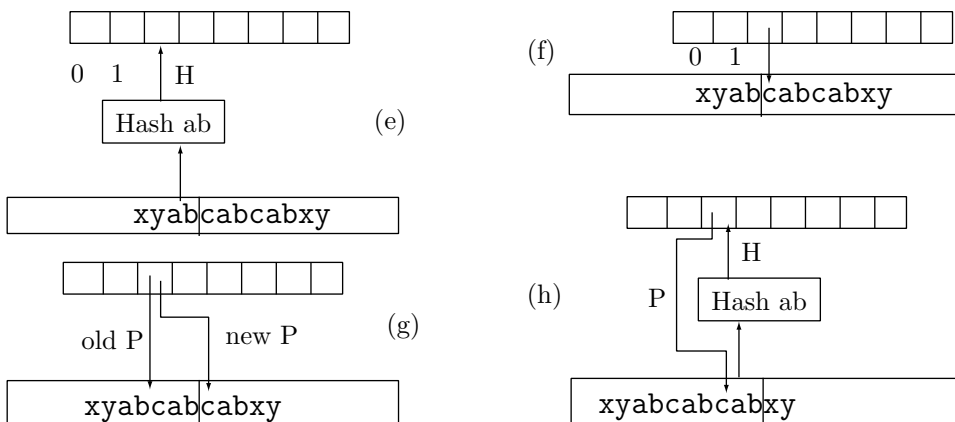 0 1 H
Hash ab
(e)
xyabcabcabxy
(f)
0 1
xyabcabcabxy
old P
new P
(g)
xyabcabcabxy
H
(h)
P
Hash ab
xyabcabcabxy